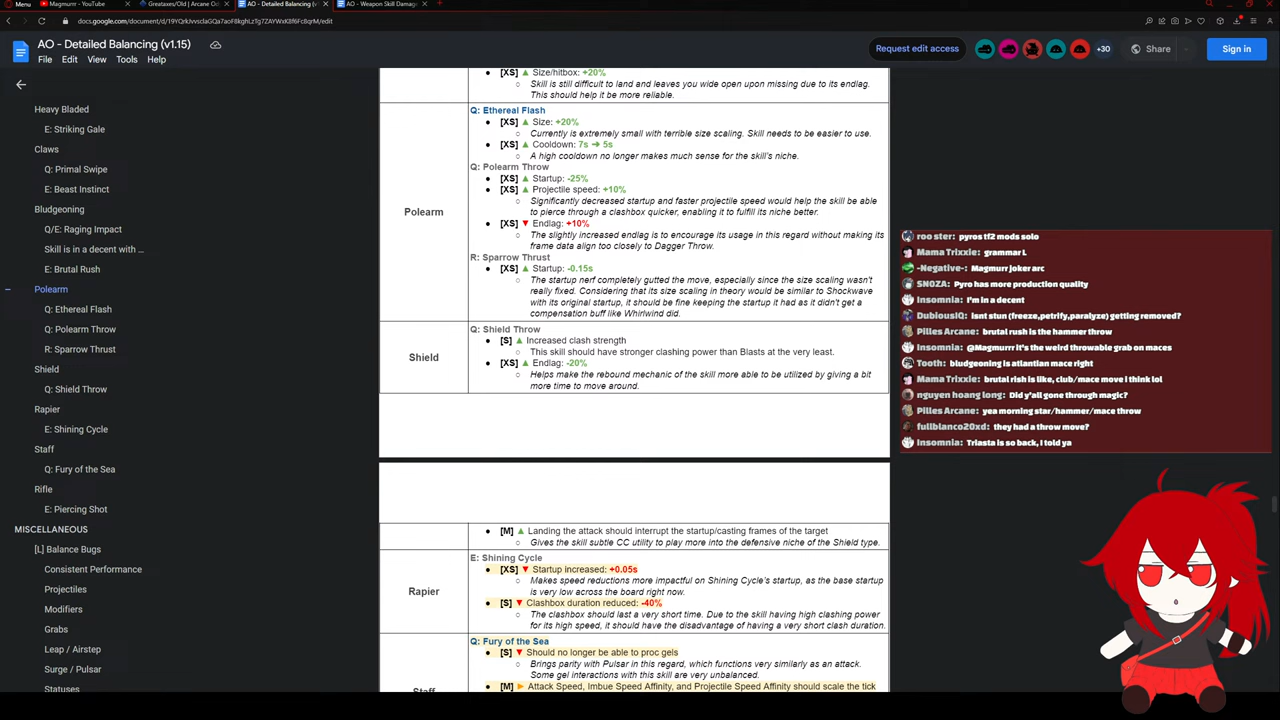 Menu
Magmurrr - YouTube
Greataxes/Old | Arcane Od
AO - Detailed Balancing (v1.15)
AO - Weapon Skill Damag
AO - Detailed Balancing (v1.15)
File Edit View Tools Help
Request edit access
+30
Share
Sign in
Heavy Bladed
E: Striking Gale
Claws
Q: Primal Swipe
E: Beast Instinct
Bludgeoning
Q/E: Raging Impact
Skill is in a decent with ...
E: Brutal Rush
Polearm
Q: Ethereal Flash
Q: Polearm Throw
R: Sparrow Thrust
Shield
Q: Shield Throw
Rapier
E: Shining Cycle
Staff
Q: Fury of the Sea
Rifle
E: Piercing Shot
MISCELLANEOUS
[L] Balance Bugs
Consistent Performance
Projectiles
Modifiers
Grabs
Leap / Airstep
Surge / Pulsar
Statuses
[XS] ▲ Size/hitbox: +20%
Skill is still difficult to land and leaves you wide open upon missing due to its endlag.
This should help it be more reliable.
Polearm
Q: Ethereal Flash
[XS] ▲ Size: +20%
Currently is extremely small with terrible size scaling. Skill needs to be easier to use.
[XS] ▲ Cooldown: 7s ➔ 5s
A high cooldown no longer makes much sense for the skill's niche.
Q: Polearm Throw
[XS] ▲ Startup: -25%
[XS] ▲ Projectile speed: +10%
Significantly decreased startup and faster projectile speed would help the skill be able
to pierce through a clashbox quicker, enabling it to fulfill its niche better.
[XS] ▼ Endlag: +10%
The slightly increased endlag is to encourage its usage in this regard without making its
frame data align too closely to Dagger Throw.
R: Sparrow Thrust
[XS] ▲ Startup: -0.15s
The startup nerf completely gutted the move, especially since the size scaling wasn't
really fixed. Considering that its size scaling in theory would be similar to Shockwave
with its original startup, it should be fine keeping the startup it had as it didn't get a
compensation buff like Whirlwind did.
Shield
Q: Shield Throw
[S] ▲ Increased clash strength
This skill should have stronger clashing power than Blasts at the very least.
[XS] ▲ Endlag: -20%
Helps make the rebound mechanic of the skill more able to be utilized by giving a bit
more time to move around.
[M] ▲ Landing the attack should interrupt the startup/casting frames of the target
Gives the skill subtle CC utility to play more into the defensive niche of the Shield type.
Rapier
E: Shining Cycle
[XS] ▼ Startup increased: +0.05s
Makes speed reductions more impactful on Shining Cycle's startup, as the base startup
is very low across the board right now.
[S] ▼ Clashbox duration reduced: -40%
The clashbox should last a very short time. Due to the skill having high clashing power
for its high speed, it should have the disadvantage of having a very short clash duration.
Staff
Q: Fury of the Sea
[S] ▼ Should no longer be able to proc gels
Brings parity with Pulsar in this regard, which functions very similarly as an attack.
Some gel interactions with this skill are very unbalanced.
[M] ► Attack Speed, Imbue Speed Affinity, and Projectile Speed Affinity should scale the tick
roo ster: pyros tf2 mods solo
Mama Trixxie: grammar L
-Negative-: Magmurr joker arc
SN0ZA: Pyro has more production quality
Insomnia: I'm in a decent
DubiousIQ: isnt stun (freeze,petrify,paralyze) getting removed?
Pilles Arcane: brutal rush is the hammer throw
Insomnia: @Magmurrr it's the weird throwable grab on maces
Tooth: bludgeoning is atlantian mace right
Mama Trixxie: brutal rish is like, club/mace move i think lol
nguyen hoang long: Did y'all gone through magic?
Pilles Arcane: yea morning star/hammer/mace throw
fullblanco20xd: they had a throw move?
Insomnia: Triasta is so back, I told ya